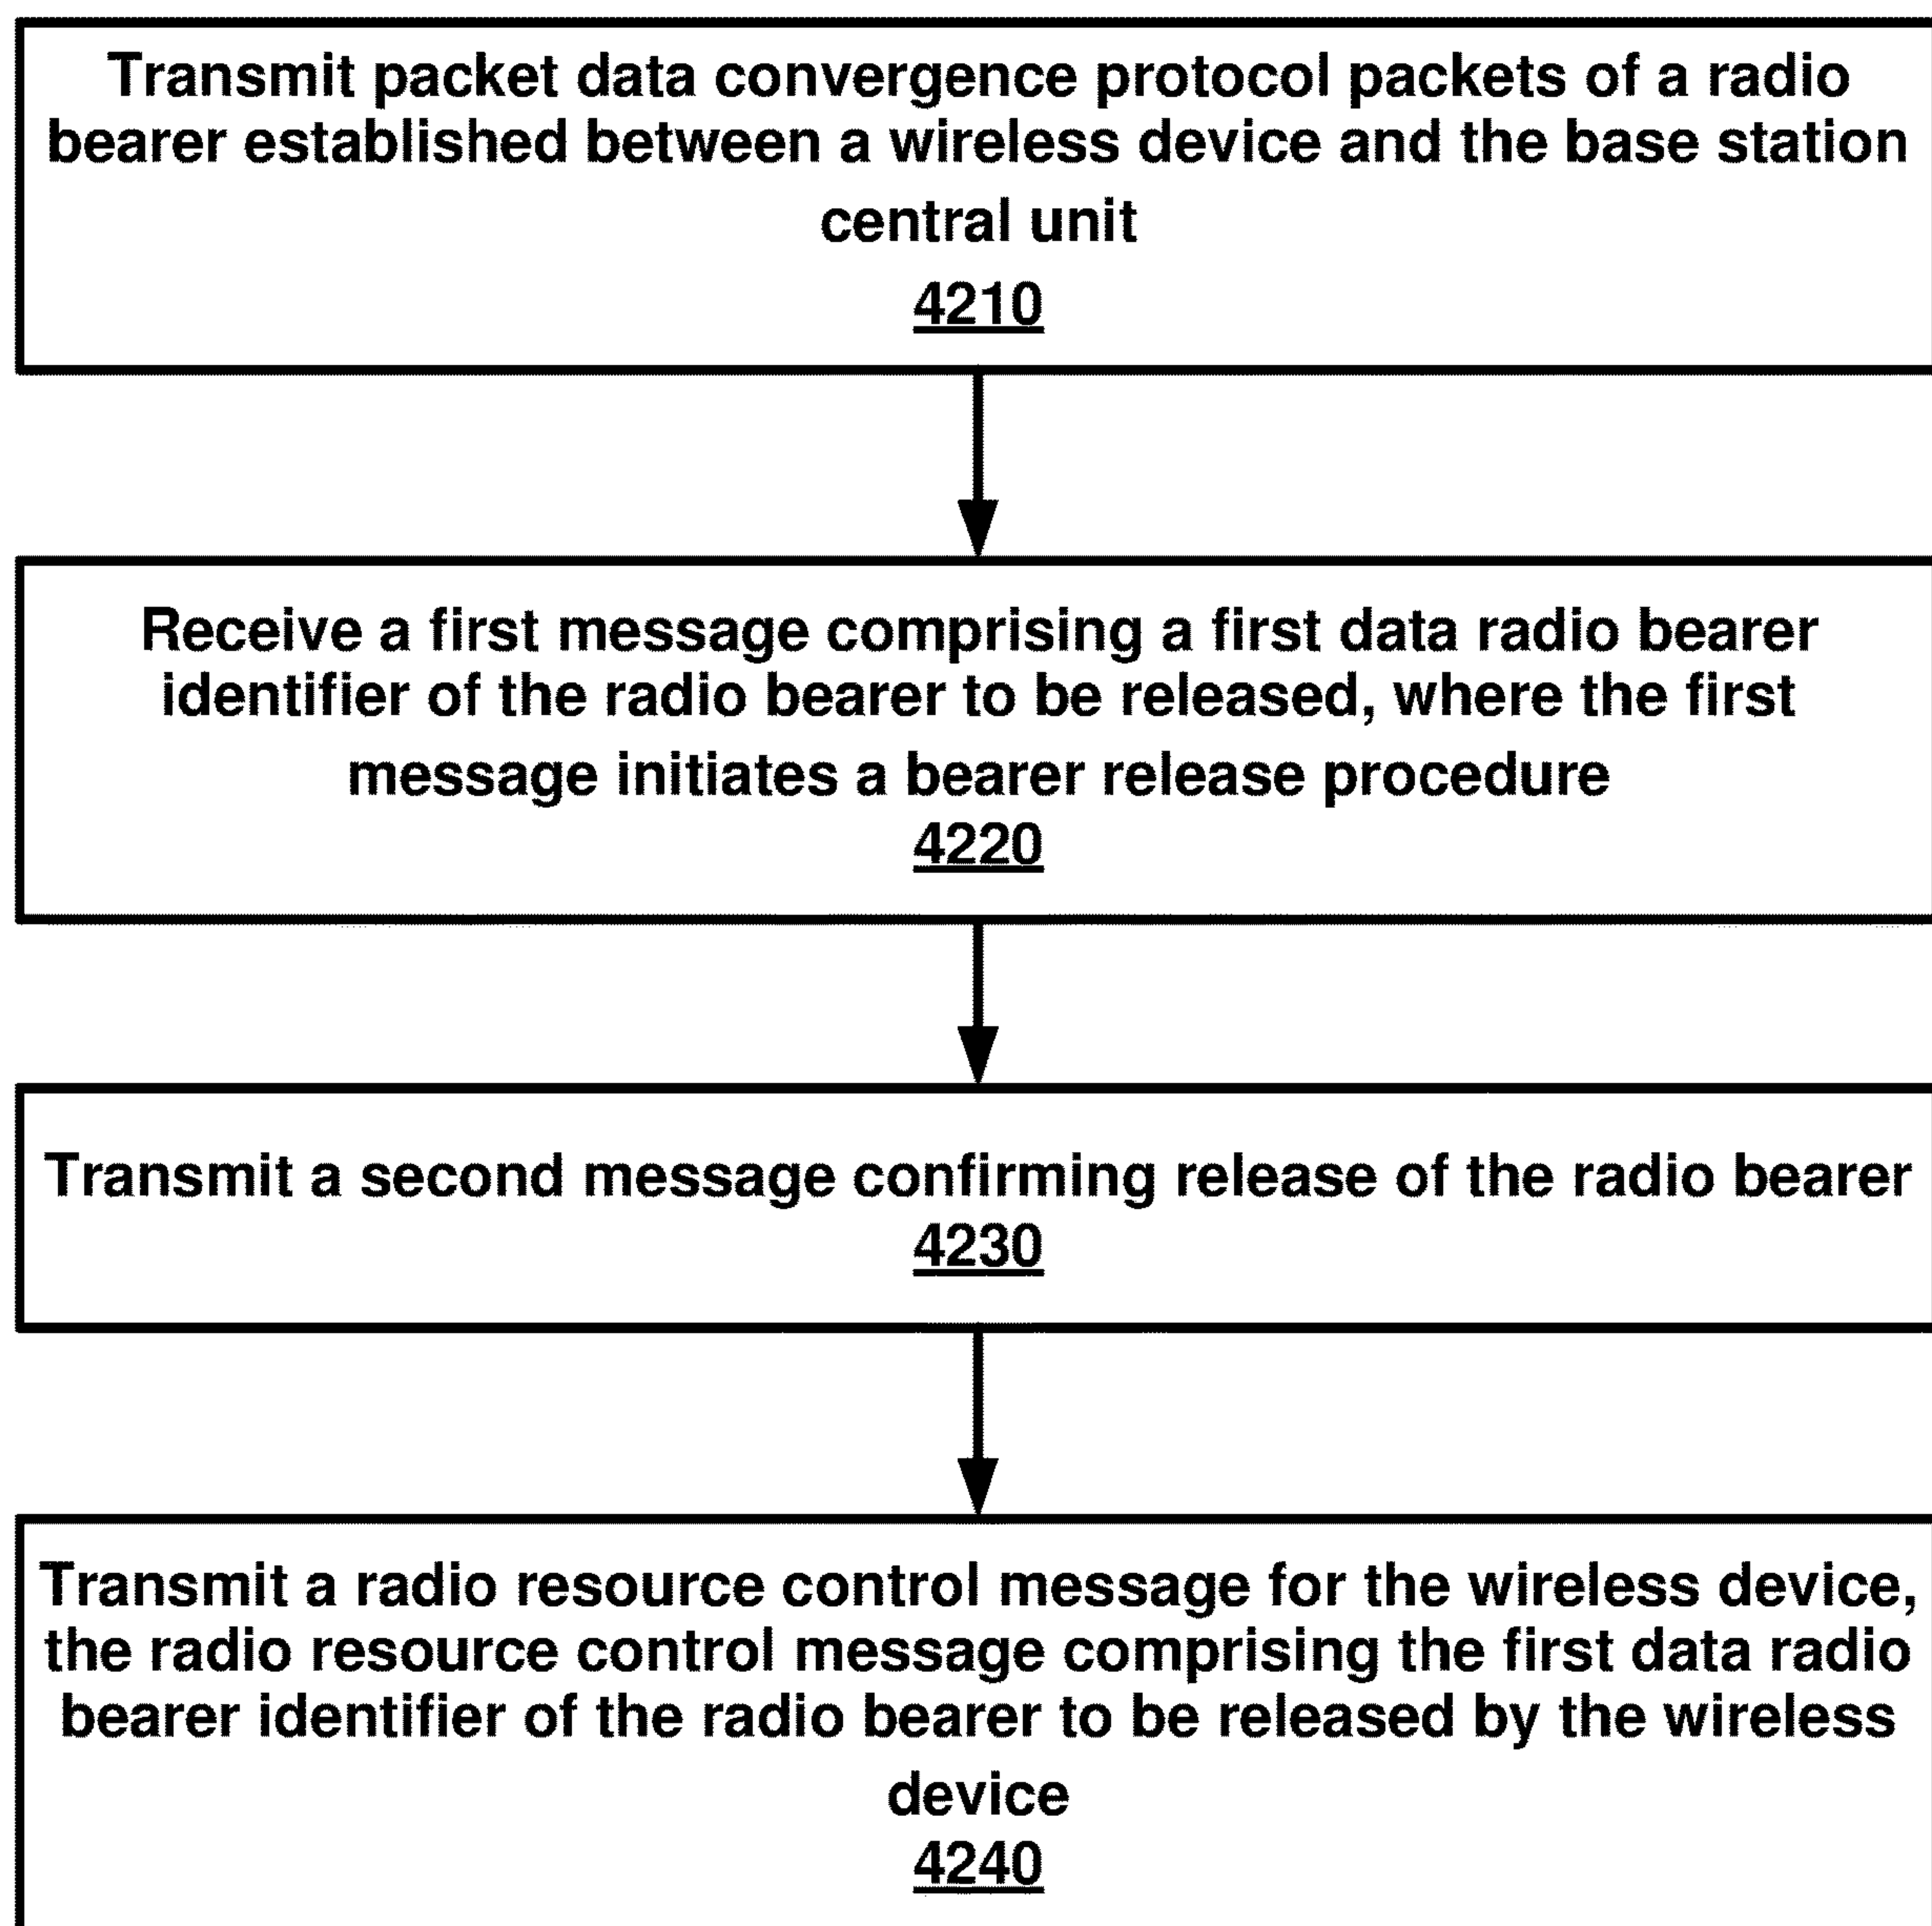 Transmit packet data convergence protocol packets of a radio
bearer established between a wireless device and the base station
central unit
4210
Receive a first message comprising a first data radio bearer
identifier of the radio bearer to be released, where the first
message initiates a bearer release procedure
4220
Transmit a second message confirming release of the radio bearer
4230
Transmit a radio resource control message for the wireless device,
the radio resource control message comprising the first data radio
bearer identifier of the radio bearer to be released by the wireless
device
4240